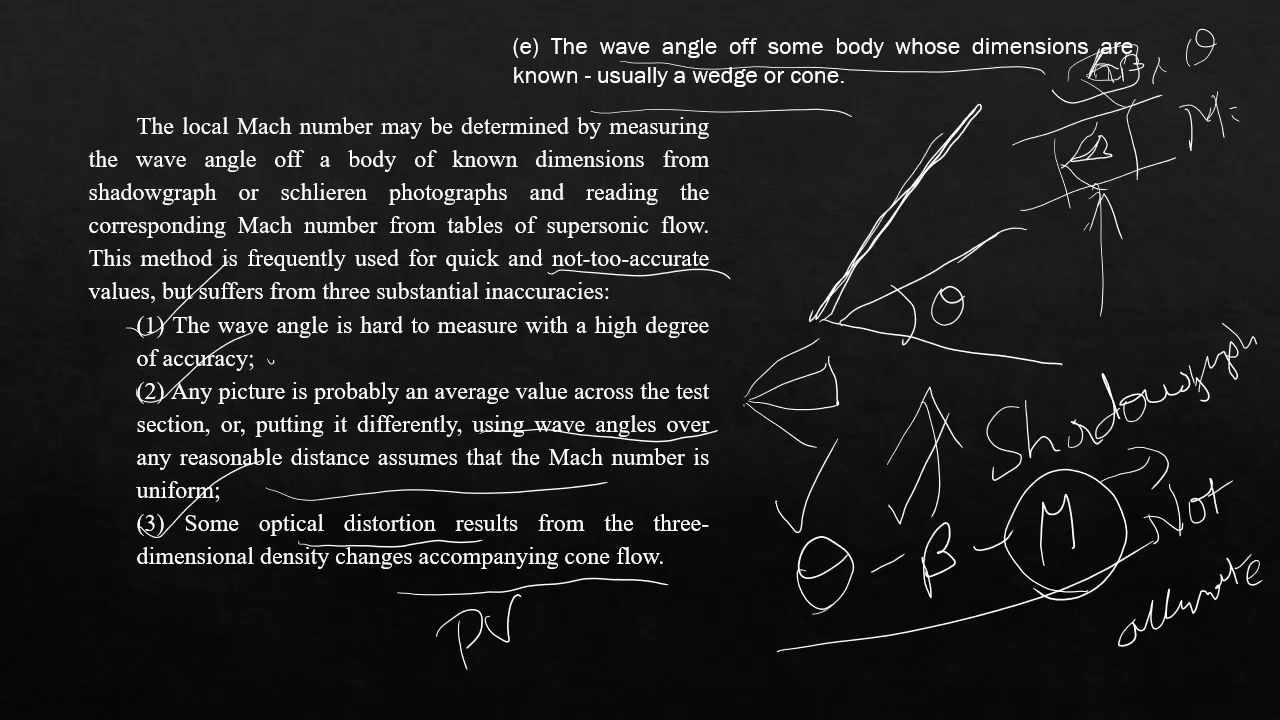 (e) The wave angle off some body whose dimensions are
known - usually a wedge or cone.
The local Mach number may be determined by measuring
the wave angle off a body of known dimensions from
shadowgraph or schlieren photographs and reading the
corresponding Mach number from tables of supersonic flow.
This method is frequently used for quick and not-too-accurate
values, but suffers from three substantial inaccuracies:
(1) The wave angle is hard to measure with a high degree
of accuracy;
(2) Any picture is probably an average value across the test
section, or, putting it differently, using wave angles over
any reasonable distance assumes that the Mach number is
uniform;
(3) Some optical distortion results from the three-
dimensional density changes accompanying cone flow.
θ
M =
θ
Shadowgraph
θ - β - M
Not